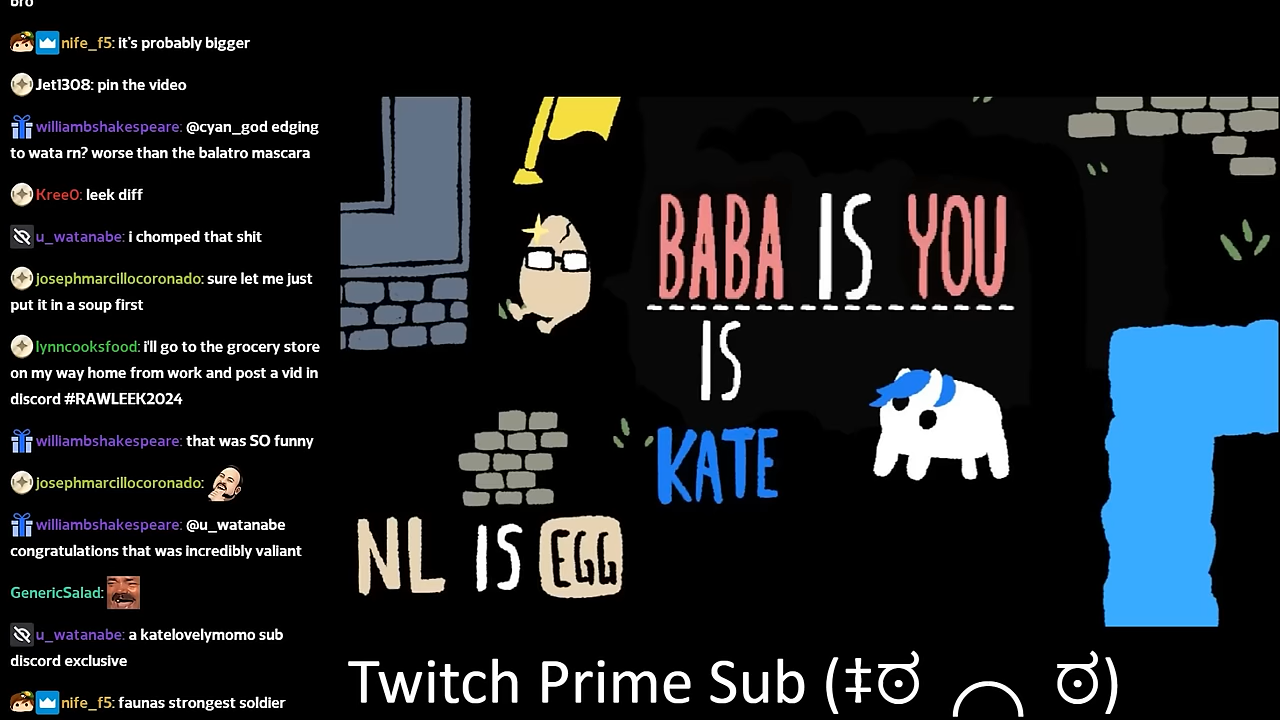 bro
nife_f5: it's probably bigger
Jet1308: pin the video
williambshakespeare: @cyan_god edging
to wata rn? worse than the balatro mascara
KreeO: leek diff
u_watanabe: i chomped that shit
josephmarcillocoronado: sure let me just
put it in a soup first
lynncooksfood: i'll go to the grocery store
on my way home from work and post a vid in
discord #RAWLEEK2024
williambshakespeare: that was SO funny
josephmarcillocoronado:
williambshakespeare: @u_watanabe
congratulations that was incredibly valiant
GenericSalad:
u_watanabe: a katelovelymomo sub
discord exclusive
nife_f5: faunas strongest soldier
BABA IS YOU
IS
KATE
NL IS EGG
Twitch Prime Sub (‡ಠ ⁔ ಠ)